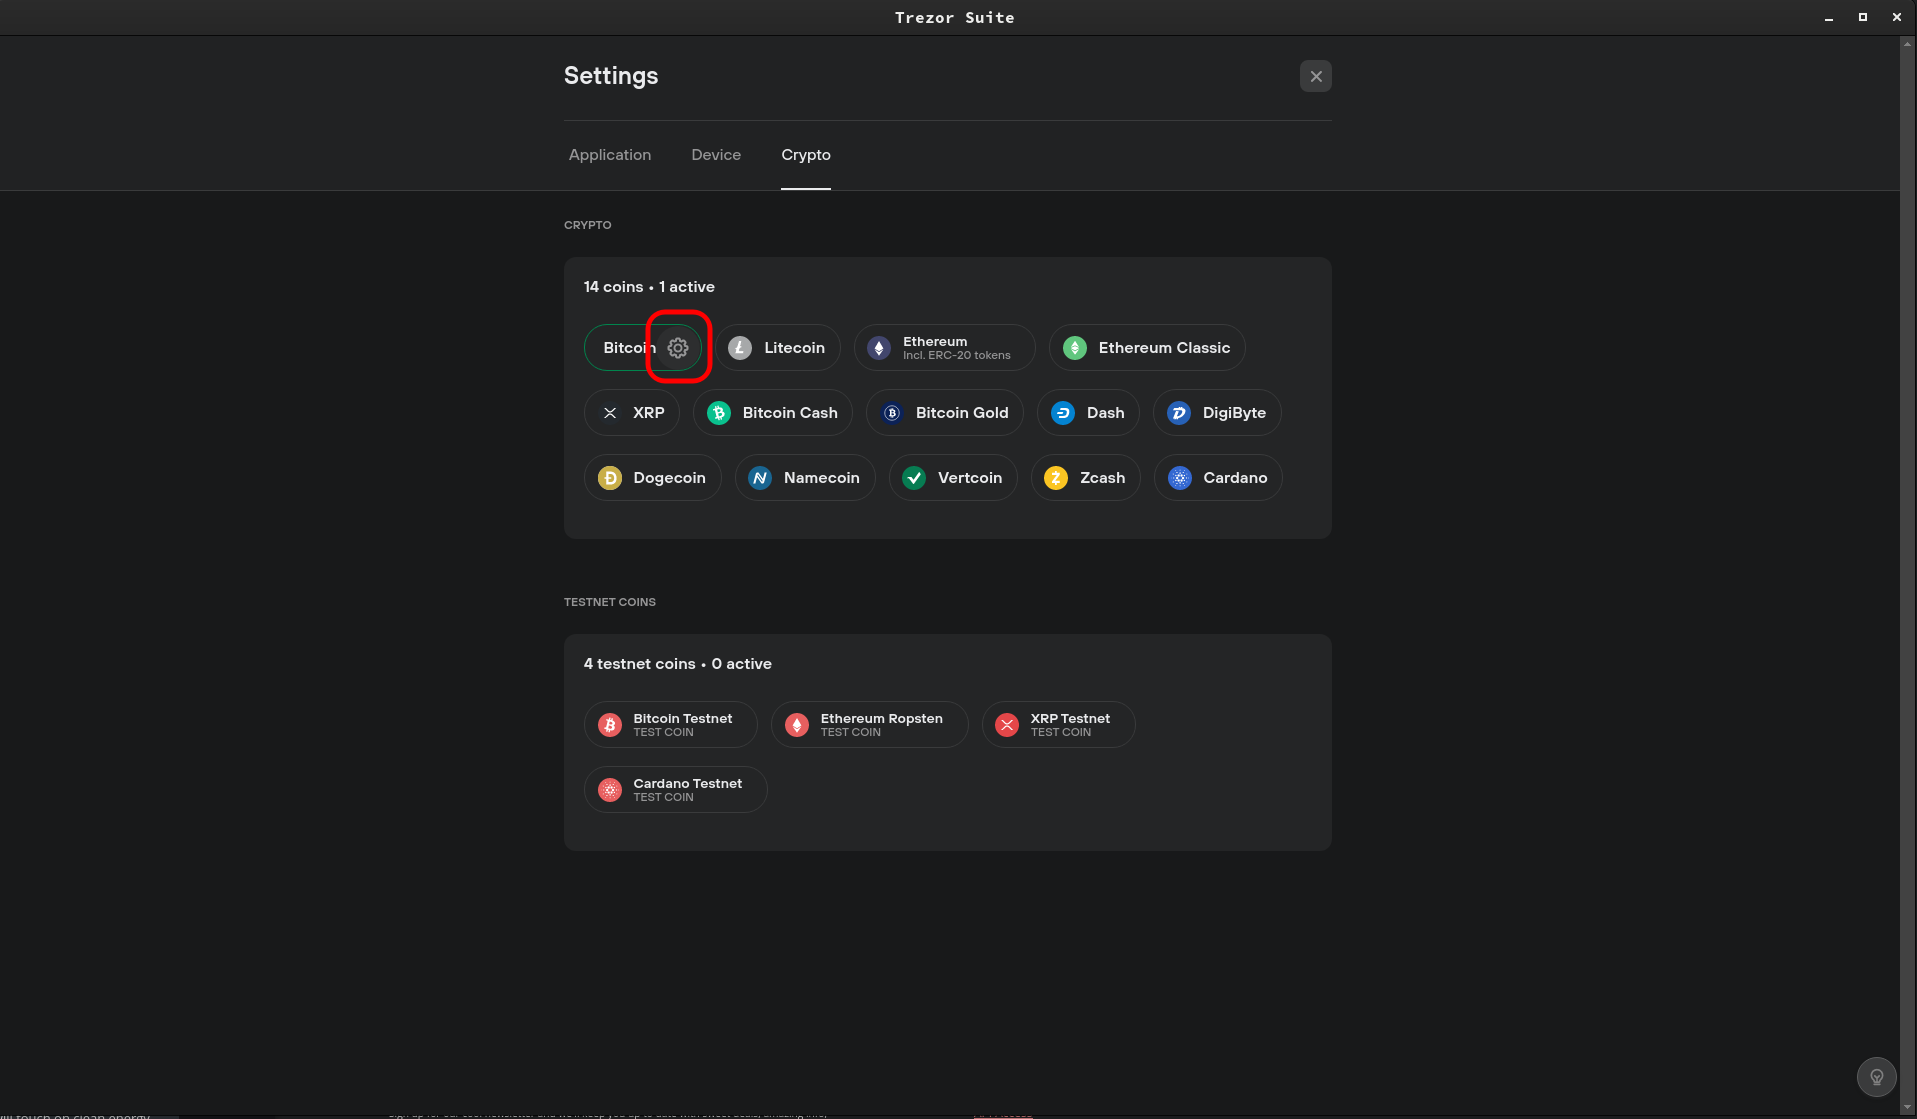 Trezor Suite
Settings
Application Device Crypto
CRYPTO
14 coins • 1 active
Bitcoin Litecoin Ethereum Ethereum Classic
Incl. ERC-20 tokens
XRP Bitcoin Cash Bitcoin Gold Dash DigiByte
Dogecoin Namecoin Vertcoin Zcash Cardano
TESTNET COINS
4 testnet coins • 0 active
Bitcoin Testnet Ethereum Ropsten XRP Testnet
TEST COIN TEST COIN TEST COIN
Cardano Testnet
TEST COIN